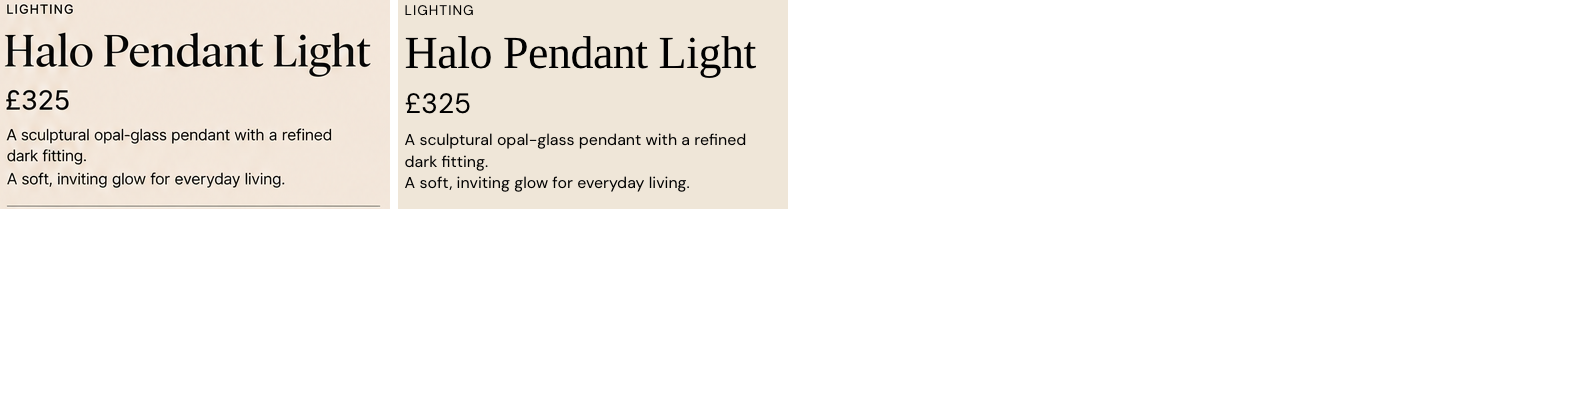 LIGHTING
Halo Pendant Light
£325
A sculptural opal-glass pendant with a refined
dark fitting.
A soft, inviting glow for everyday living.
LIGHTING
Halo Pendant Light
£325
A sculptural opal-glass pendant with a refined
dark fitting.
A soft, inviting glow for everyday living.